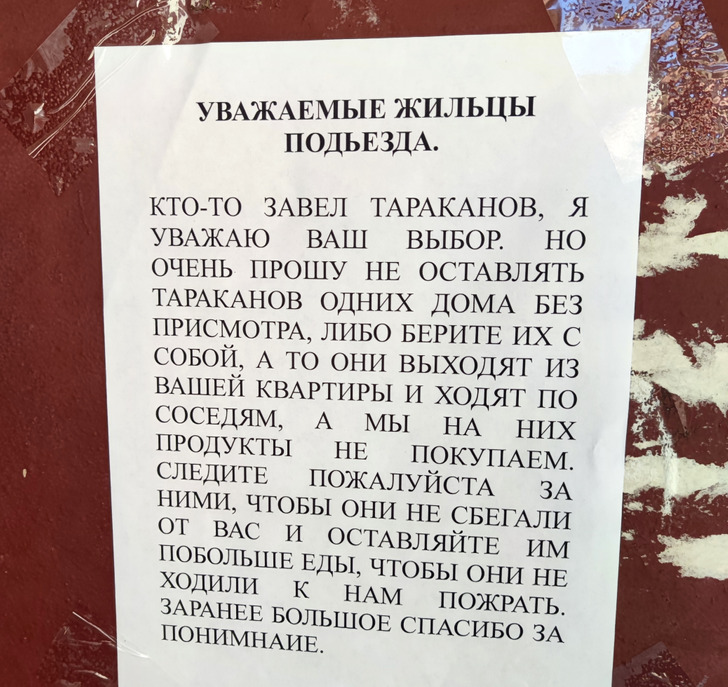 УВАЖАЕМЫЕ ЖИЛЬЦЫ
ПОДЬЕЗДА.
КТО-ТО ЗАВЕЛ ТАРАКАНОВ, Я
УВАЖАЮ ВАШ ВЫБОР. НО
ОЧЕНЬ ПРОШУ НЕ ОСТАВЛЯТЬ
ТАРАКАНОВ ОДНИХ ДОМА БЕЗ
ПРИСМОТРА, ЛИБО БЕРИТЕ ИХ С
СОБОЙ, А ТО ОНИ ВЫХОДЯТ ИЗ
ВАШЕЙ КВАРТИРЫ И ХОДЯТ ПО
СОСЕДЯМ, А МЫ НА НИХ
ПРОДУКТЫ НЕ ПОКУПАЕМ.
СЛЕДИТЕ ПОЖАЛУЙСТА ЗА
НИМИ, ЧТОБЫ ОНИ НЕ СБЕГАЛИ
ОТ ВАС И ОСТАВЛЯЙТЕ ИМ
ПОБОЛЬШЕ ЕДЫ, ЧТОБЫ ОНИ НЕ
ХОДИЛИ К НАМ ПОЖРАТЬ.
ЗАРАНЕЕ БОЛЬШОЕ СПАСИБО ЗА
ПОНИМНАИЕ.